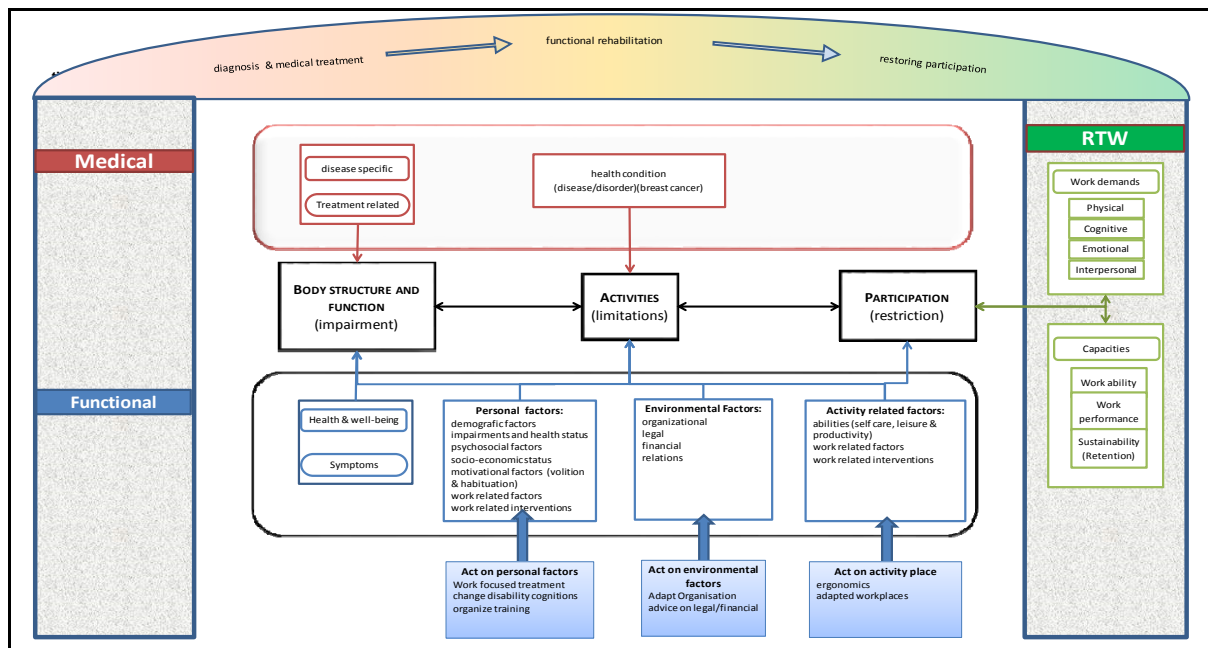 diagnosis & medical treatment
functional rehabilitation
restoring participation
Medical
Functional
disease specific
Treatment related
health condition
(disease/disorder)(breast cancer)
BODY STRUCTURE AND
FUNCTION
(impairment)
ACTIVITIES
(limitations)
PARTICIPATION
(restriction)
Health & well-being
Symptoms
Personal factors:
demografic factors
impairments and health status
psychosocial factors
socio-economic status
motivational factors (volition
& habituation)
work related factors
work related interventions
Environmental Factors:
organizational
legal
financial
relations
Activity related factors:
abilities (self care, leisure &
productivity)
work related factors
work related interventions
Act on personal factors
Work focused treatment
change disability cognitions
organize training
Act on environmental
factors
Adapt Organisation
advice on legal/financial
Act on activity place
ergonomics
adapted workplaces
RTW
Work demands
Physical
Cognitive
Emotional
Interpersonal
Capacities
Work ability
Work
performance
Sustainability
(Retention)